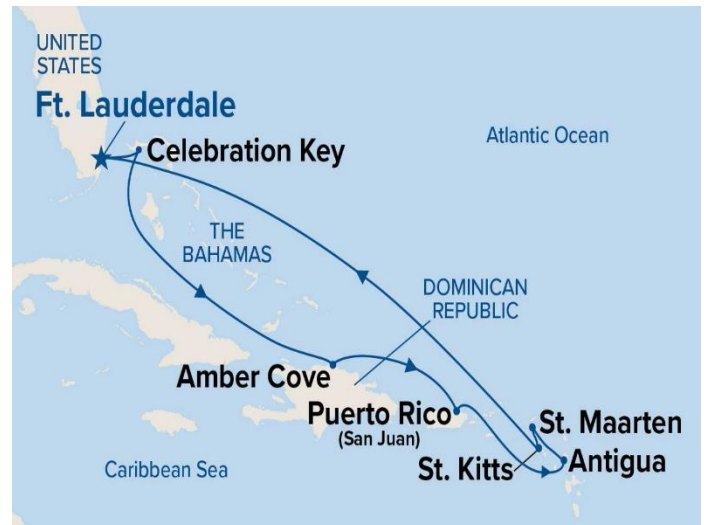 UNITED
STATES
Ft. Lauderdale
Celebration Key
Atlantic Ocean
THE
BAHAMAS
DOMINICAN
REPUBLIC
Amber Cove
Puerto Rico
(San Juan)
St. Maarten
St. Kitts
Antigua
Caribbean Sea